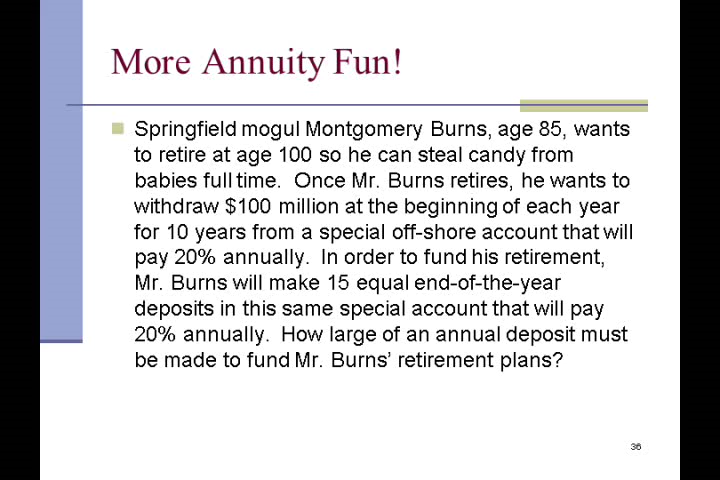 More Annuity Fun!
Springfield mogul Montgomery Burns, age 85, wants
to retire at age 100 so he can steal candy from
babies full time. Once Mr. Burns retires, he wants to
withdraw $100 million at the beginning of each year
for 10 years from a special off-shore account that will
pay 20% annually. In order to fund his retirement,
Mr. Burns will make 15 equal end-of-the-year
deposits in this same special account that will pay
20% annually. How large of an annual deposit must
be made to fund Mr. Burns’ retirement plans?
36